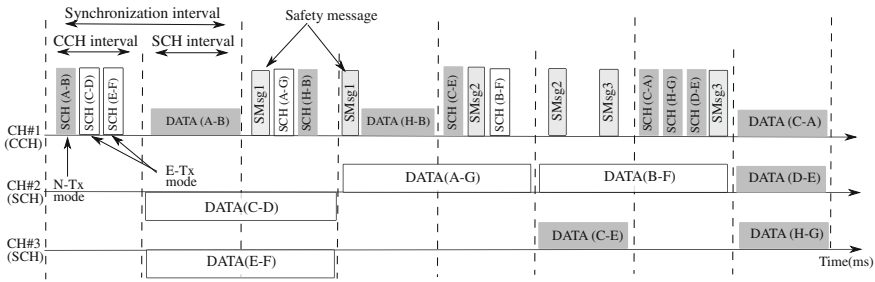 Synchronization interval
Safety message
CCH interval
SCH interval
SCH (A-B)
SCH (C-D)
SCH (E-F)
DATA (A-B)
SMsg1
SCH (A-G)
SCH (H-B)
SMsg1
DATA (H-B)
SCH (C-E)
SMsg2
SCH (B-F)
SMsg2
SMsg3
SCH (C-A)
SCH (H-G)
SCH (D-E)
SMsg3
DATA (C-A)
CH#1
(CCH)
N-Tx
mode
E-Tx
mode
CH#2
(SCH)
DATA(C-D)
DATA (A-G)
DATA(B-F)
DATA (D-E)
CH#3
(SCH)
DATA(E-F)
DATA (C-E)
DATA (H-G)
Time(ms)